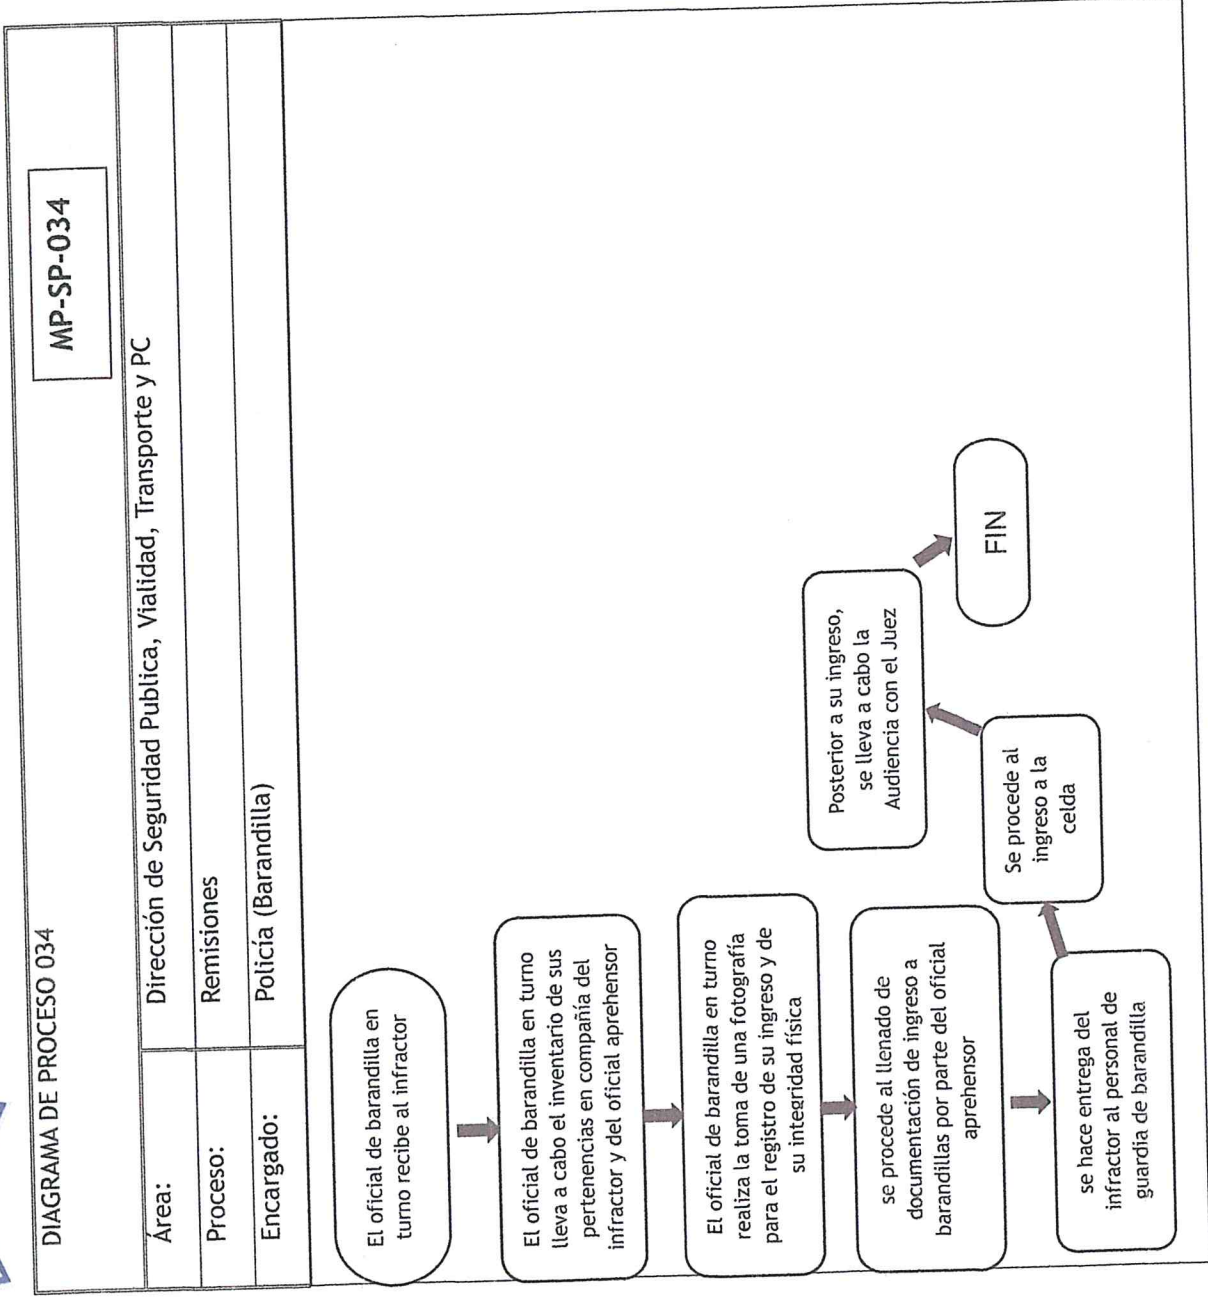 DIAGRAMA DE PROCESO 034
MP-SP-034
Área:
Dirección de Seguridad Publica, Vialidad, Transporte y PC
Proceso:
Remisiones
Encargado:
Policía (Barandilla)
El oficial de barandilla en
turno recibe al infractor
El oficial de barandilla en turno
lleva a cabo el inventario de sus
pertenencias en compañía del
infractor y del oficial aprehensor
El oficial de barandilla en turno
realiza la toma de una fotografía
para el registro de su ingreso y de
su integridad física
se procede al llenado de
documentación de ingreso a
barandillas por parte del oficial
aprehensor
se hace entrega del
infractor al personal de
guardia de barandilla
Se procede al
ingreso a la
celda
Posterior a su ingreso,
se lleva a cabo la
Audiencia con el Juez
FIN